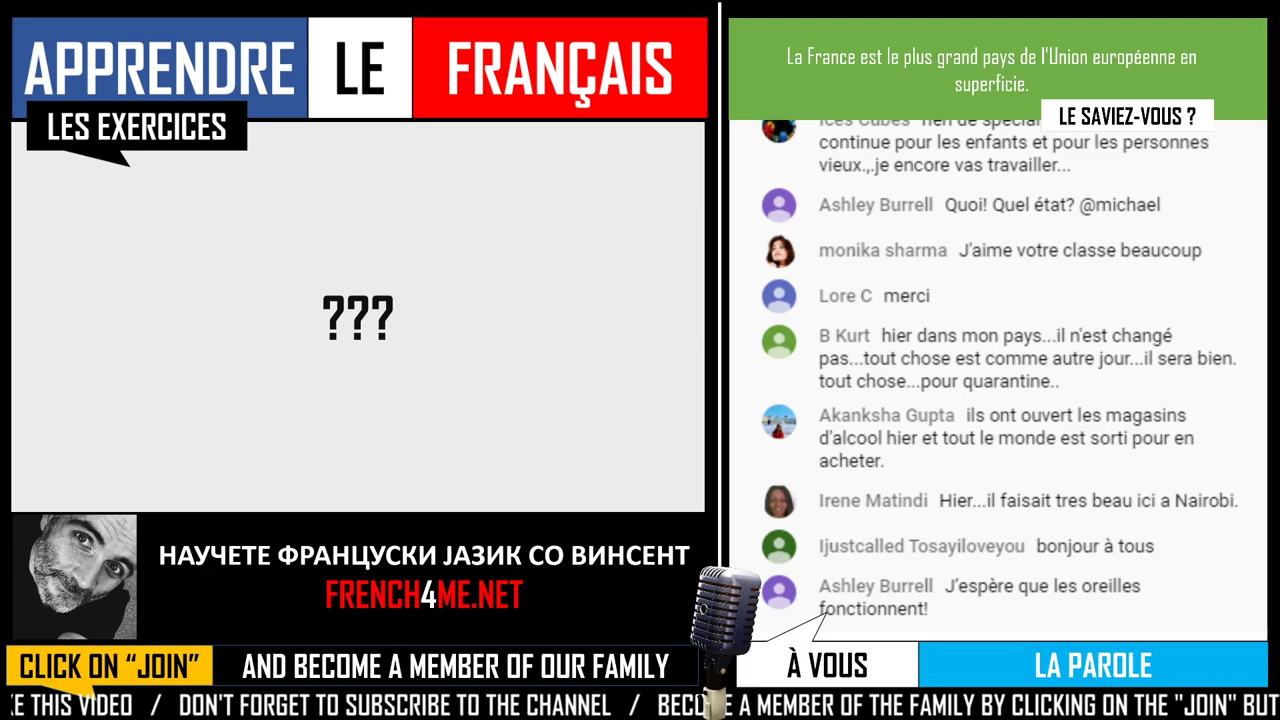 APPRENDRE LE FRANÇAIS
LES EXERCICES
???
НАУЧЕТЕ ФРАНЦУСКИ ЈАЗИК СО ВИНСЕНТ
FRENCH4ME.NET
CLICK ON “JOIN” AND BECOME A MEMBER OF OUR FAMILY
La France est le plus grand pays de l'Union européenne en
superficie.
LE SAVIEZ-VOUS ?
Ices Cubes rien de spécial
continue pour les enfants et pour les personnes
vieux.,.je encore vas travailler...
Ashley Burrell Quoi! Quel état? @michael
monika sharma J'aime votre classe beaucoup
Lore C merci
B Kurt hier dans mon pays...il n'est changé
pas...tout chose est comme autre jour...il sera bien.
tout chose...pour quarantine..
Akanksha Gupta ils ont ouvert les magasins
d'alcool hier et tout le monde est sorti pour en
acheter.
Irene Matindi Hier...il faisait tres beau ici a Nairobi.
Ijustcalled Tosayiloveyou bonjour à tous
Ashley Burrell J’espère que les oreilles
fonctionnent!
À VOUS LA PAROLE
THIS VIDEO / DON'T FORGET TO SUBSCRIBE TO THE CHANNEL / A MEMBER OF THE FAMILY BY CLICKING ON THE "JOIN"